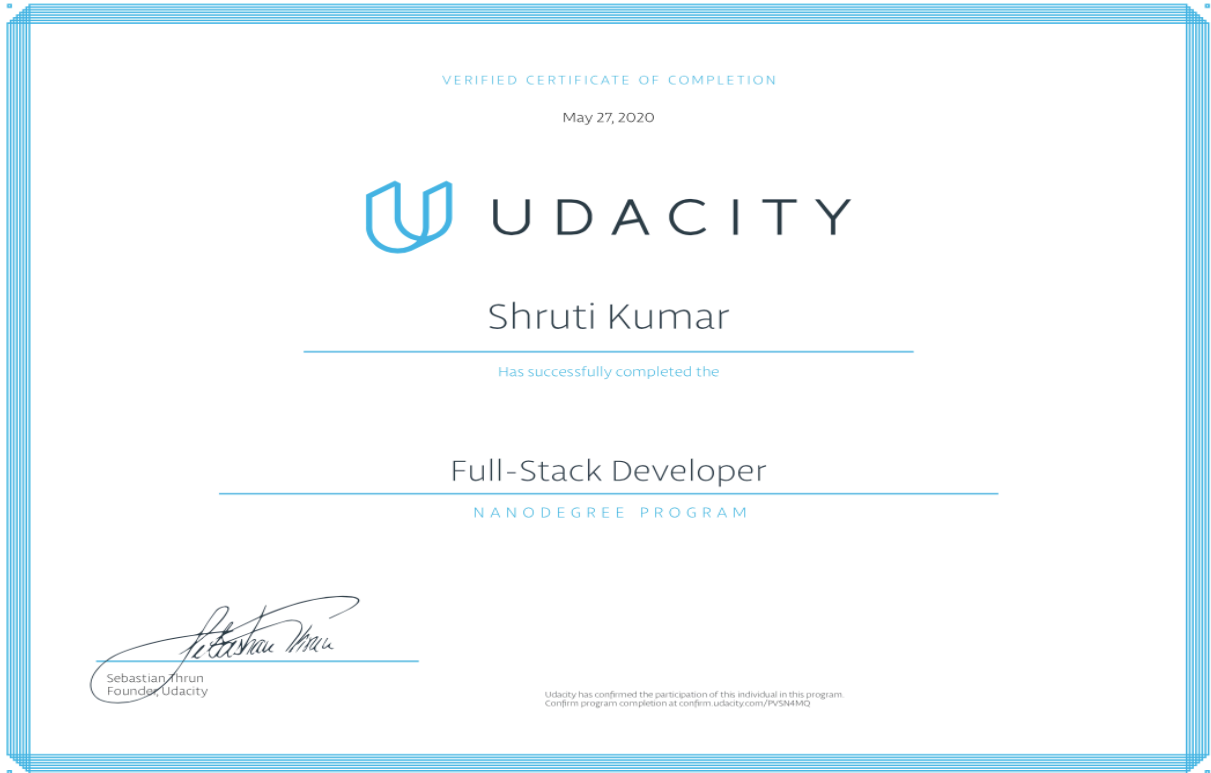 VERIFIED CERTIFICATE OF COMPLETION
May 27, 2020
UDACITY
Shruti Kumar
Has successfully completed the
Full-Stack Developer
NANODEGREE PROGRAM
Sebastian Thrun
Sebastian Thrun
Founder, Udacity
Udacity has confirmed the participation of this individual in this program.
Confirm program completion at confirm.udacity.com/PVSN4MQ